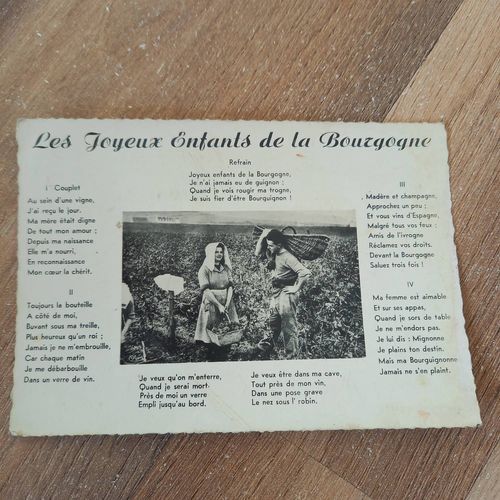 Les Joyeux Enfants de la Bourgogne
Refrain
Joyeux enfants de la Bourgogne,
Je n'ai jamais eu de guignon ;
Quand je vois rougir ma trogne,
Je suis fier d'être Bourguignon !
I Couplet
Au sein d'une vigne,
J'ai reçu le jour.
Ma mère était digne
De tout mon amour ;
Depuis ma naissance
Elle m'a nourri,
En reconnaissance
Mon cœur la chérit.
II
Toujours la bouteille
A côté de moi,
Buvant sous ma treille,
Plus heureux qu'un roi ;
Jamais je ne m'embrouille,
Car chaque matin
Je me débarbouille
Dans un verre de vin.
III
Madère et champagne,
Approchez un peu ;
Et vous vins d'Espagne,
Malgré tous vos feux ;
Amis de l'ivrogne
Réclamez vos droits.
Devant la Bourgogne
Saluez trois fois !
IV
Ma femme est aimable
Et sur ses appas,
Quand je sors de table
Je ne m'endors pas.
Je lui dis : Mignonne
Je plains ton destin.
Mais ma Bourguignonne
Jamais ne s'en plaint.
Je veux qu'on m'enterre,
Quand je serai mort.
Près de moi un verre
Empli jusqu'au bord.
Je veux être dans ma cave,
Tout près de mon vin,
Dans une pose grave
Le nez sous l' robin.